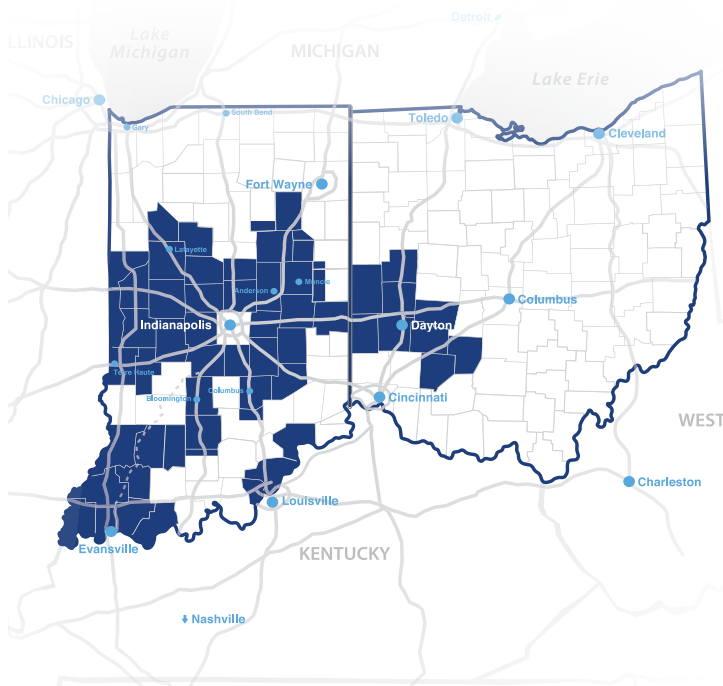 Detroit
ILLINOIS
Lake
Michigan
MICHIGAN
Lake Erie
Chicago
South Bend
Gary
Toledo
Cleveland
Fort Wayne
Lafayette
Anderson
Muncie
Columbus
Indianapolis
Dayton
Terre Haute
Bloomington
Columbus
Cincinnati
WEST
Charleston
Louisville
Evansville
KENTUCKY
Nashville